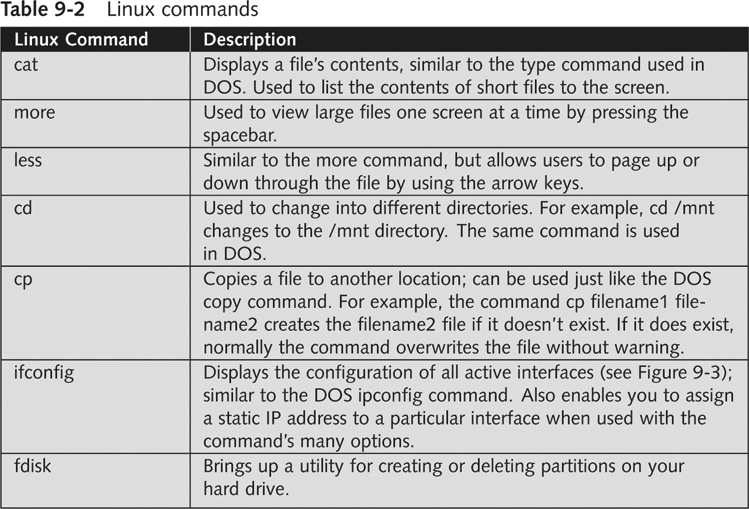 Table 9-2 Linux commands
Linux Command Description
cat Displays a file's contents, similar to the type command used in
DOS. Used to list the contents of short files to the screen.
more Used to view large files one screen at a time by pressing the
spacebar.
less Similar to the more command, but allows users to page up or
down through the file by using the arrow keys.
cd Used to change into different directories. For example, cd /mnt
changes to the /mnt directory. The same command is used
in DOS.
cp Copies a file to another location; can be used just like the DOS
copy command. For example, the command cp filename1 file-
name2 creates the filename2 file if it doesn't exist. If it does exist,
normally the command overwrites the file without warning.
ifconfig Displays the configuration of all active interfaces (see Figure 9-3);
similar to the DOS ipconfig command. Also enables you to assign
a static IP address to a particular interface when used with the
command's many options.
fdisk Brings up a utility for creating or deleting partitions on your
hard drive.